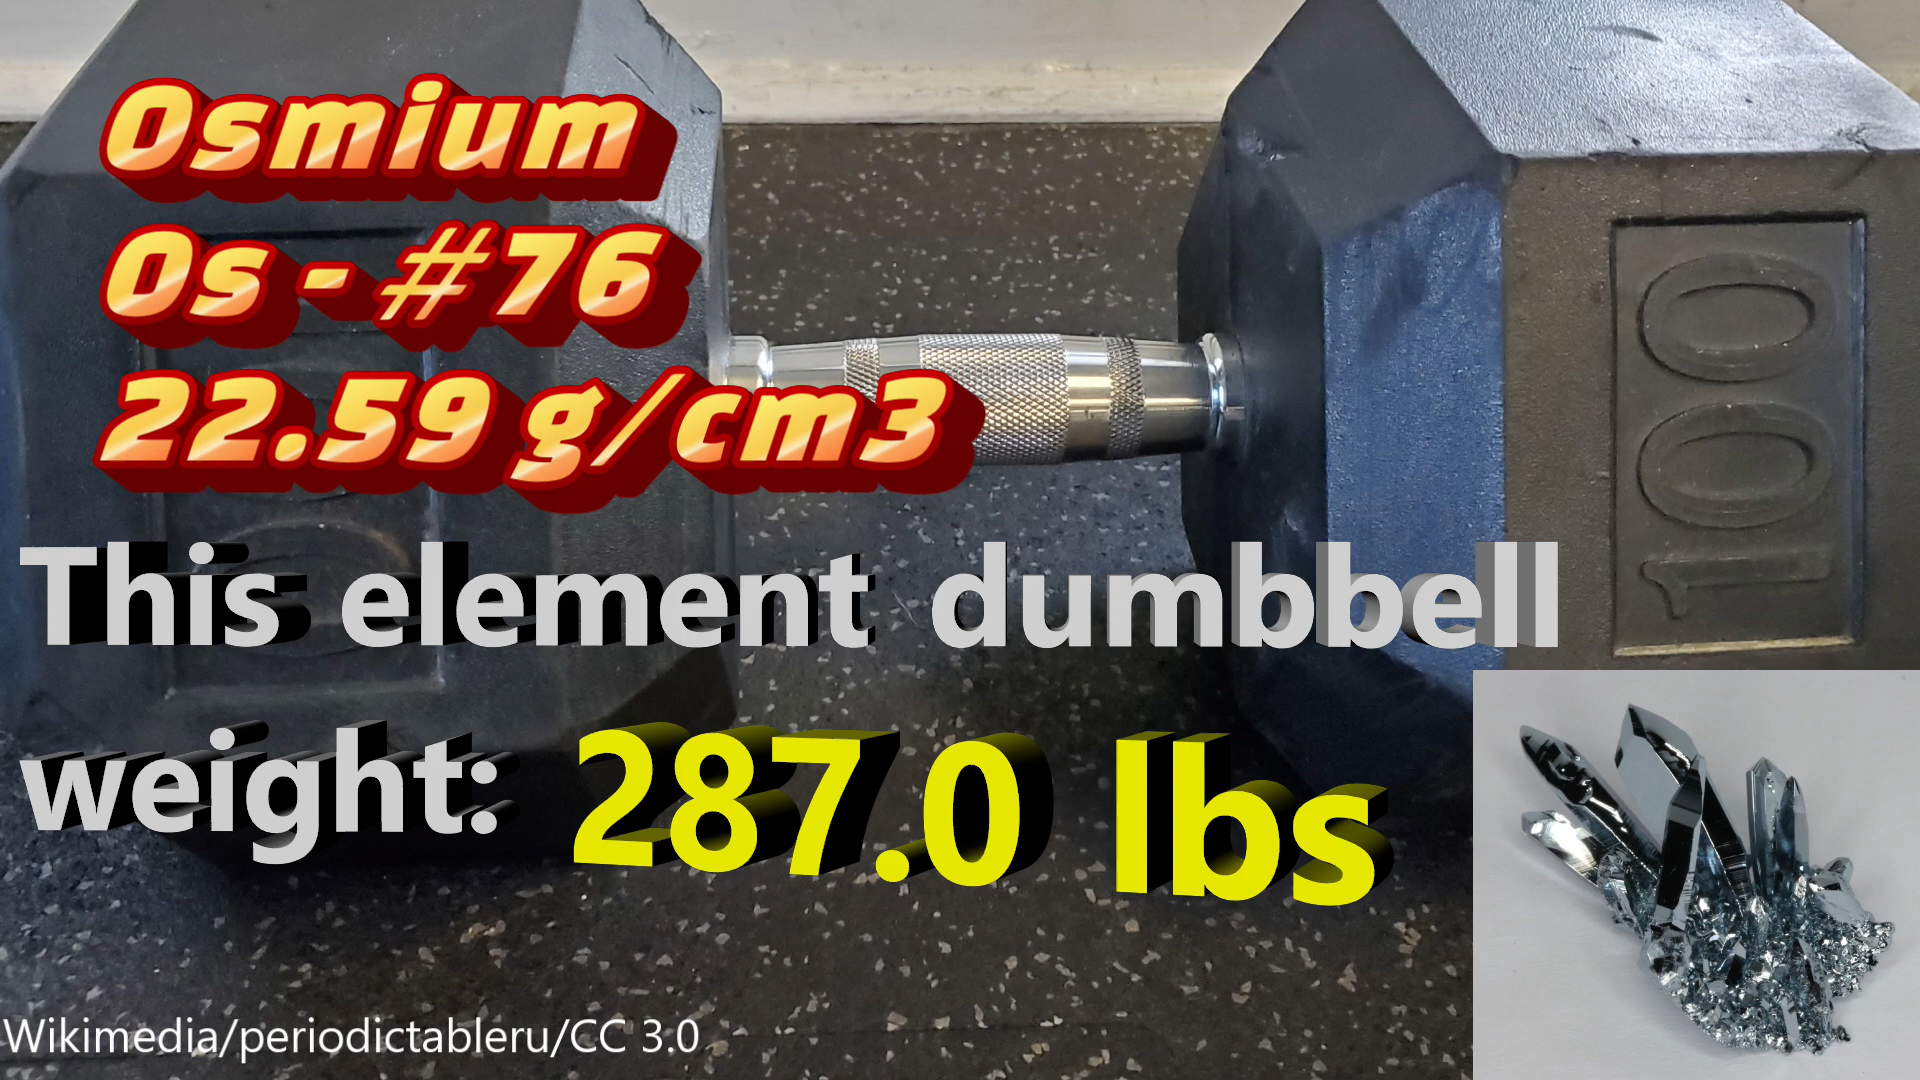 Osmium
Os - #76
22.59 g/cm3
100
This element dumbbell
weight: 287.0 lbs
Wikimedia/periodictableru/CC 3.0